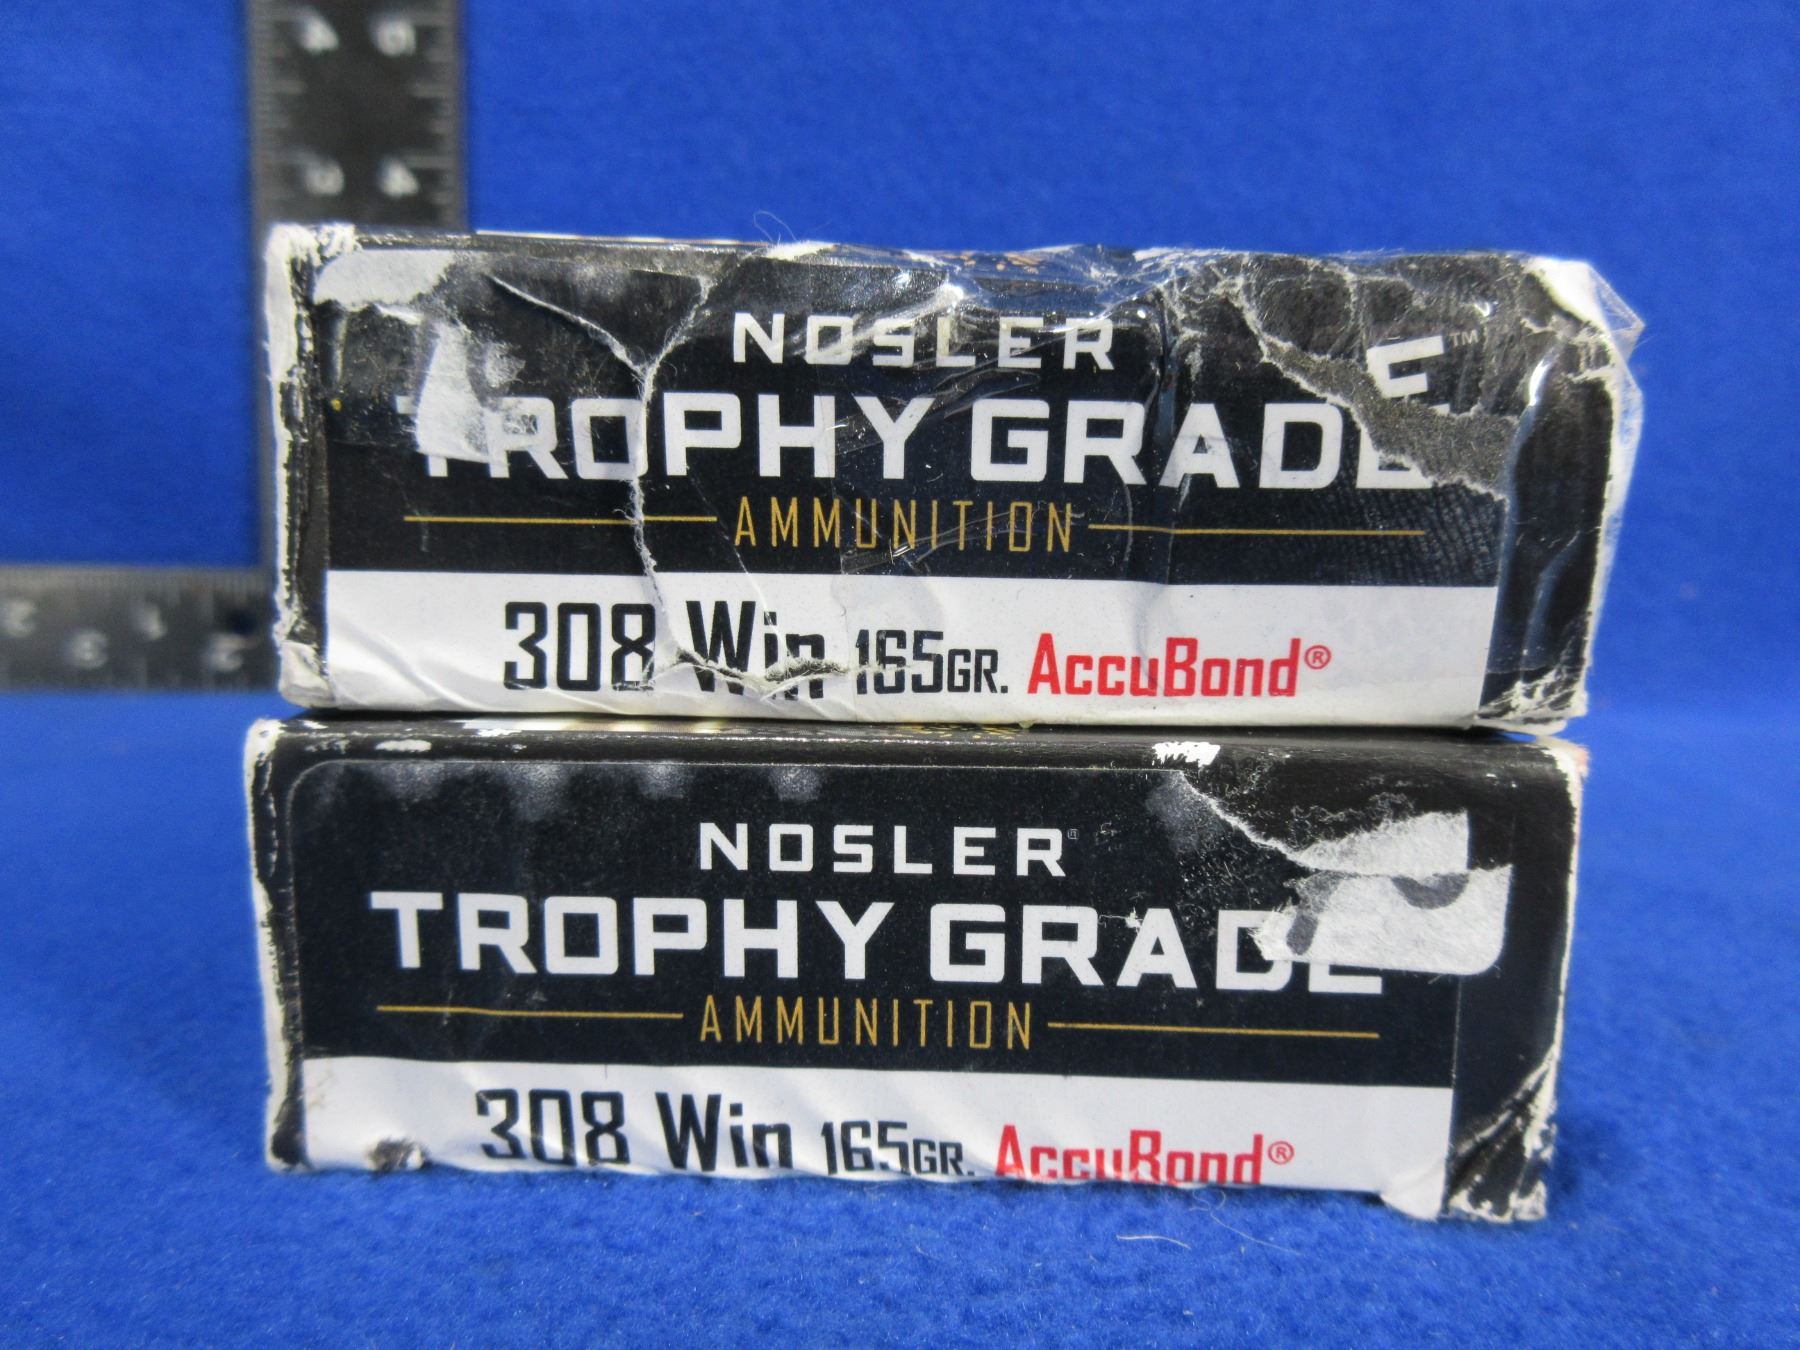 NOSLER
TROPHY GRADE
AMMUNITION
308 Win 165GR. AccuBond®
NOSLER®
TROPHY GRADE
AMMUNITION
308 Win 165GR. AccuBond®